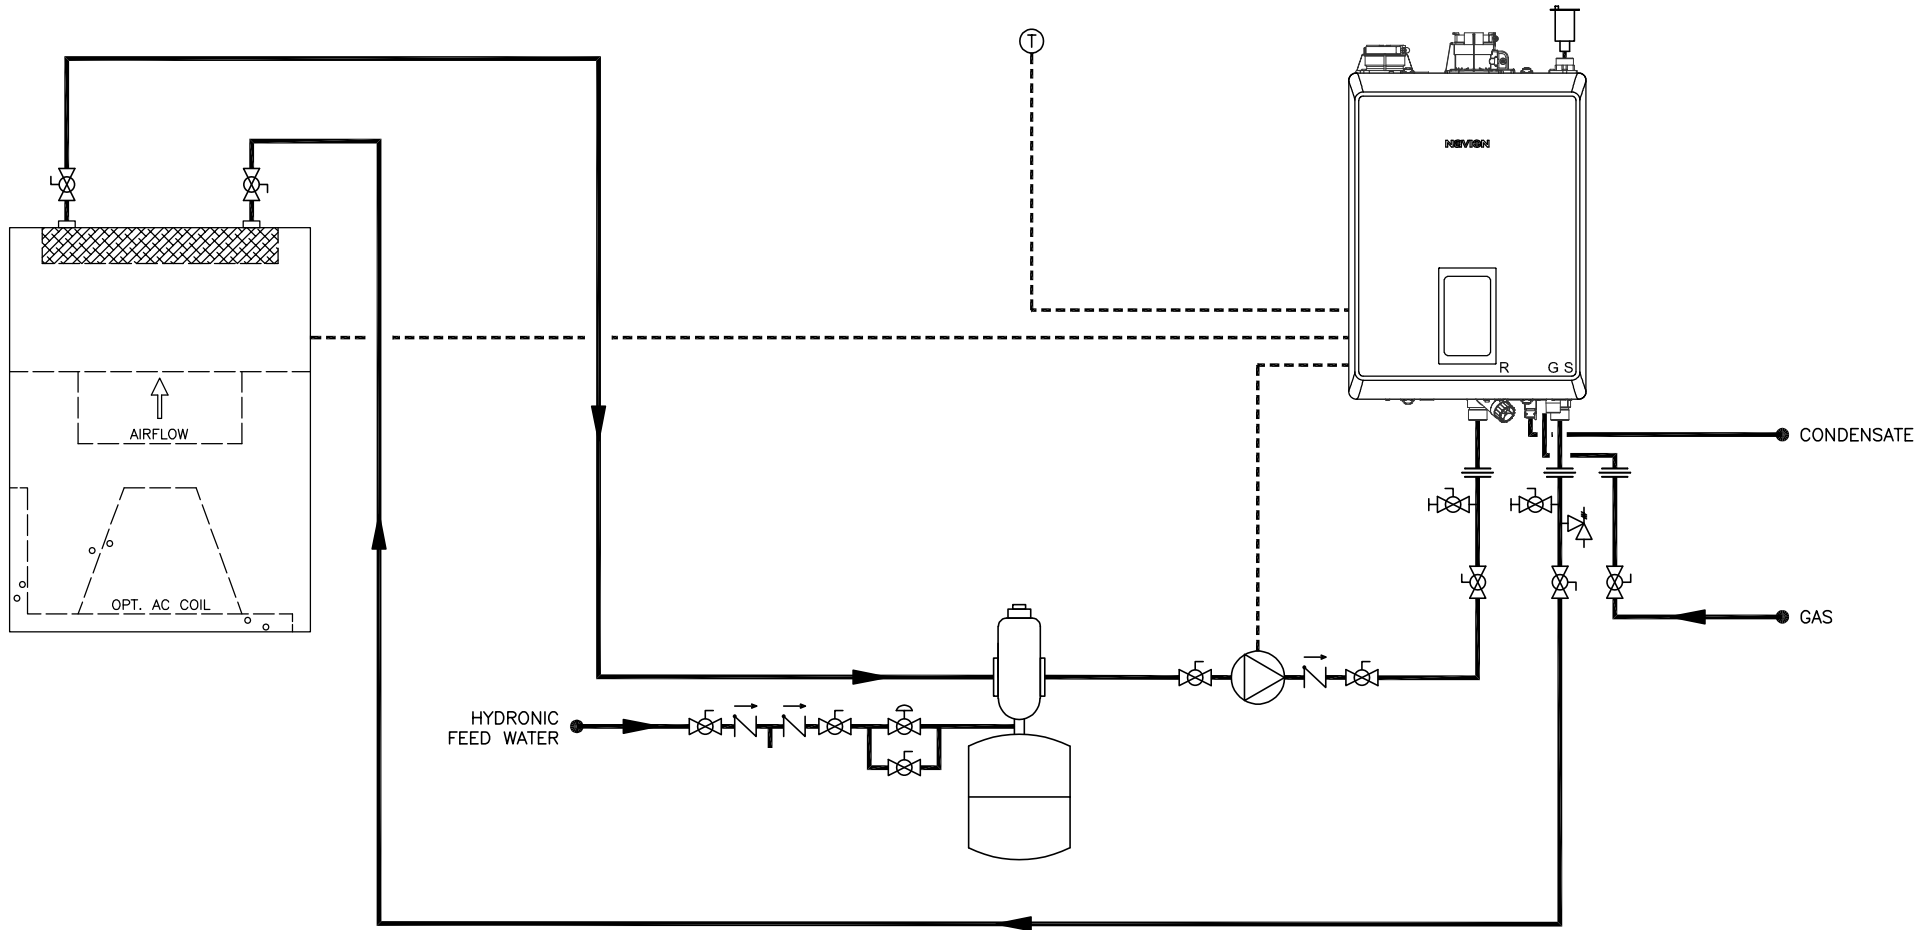 T
NAVIEN
R G S
AIRFLOW
CONDENSATE
OPT. AC COIL
GAS
HYDRONIC
FEED WATER